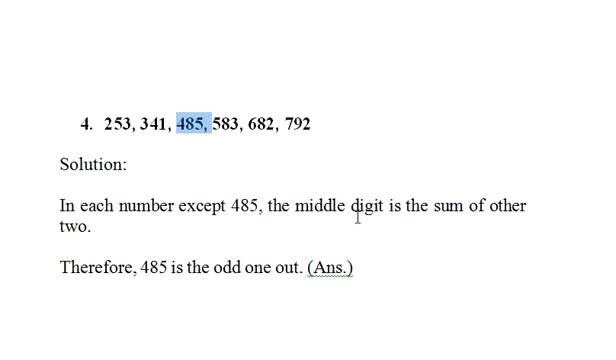 4. 253, 341, 485, 583, 682, 792
Solution:
In each number except 485, the middle digit is the sum of other
two.
Therefore, 485 is the odd one out. (Ans.)